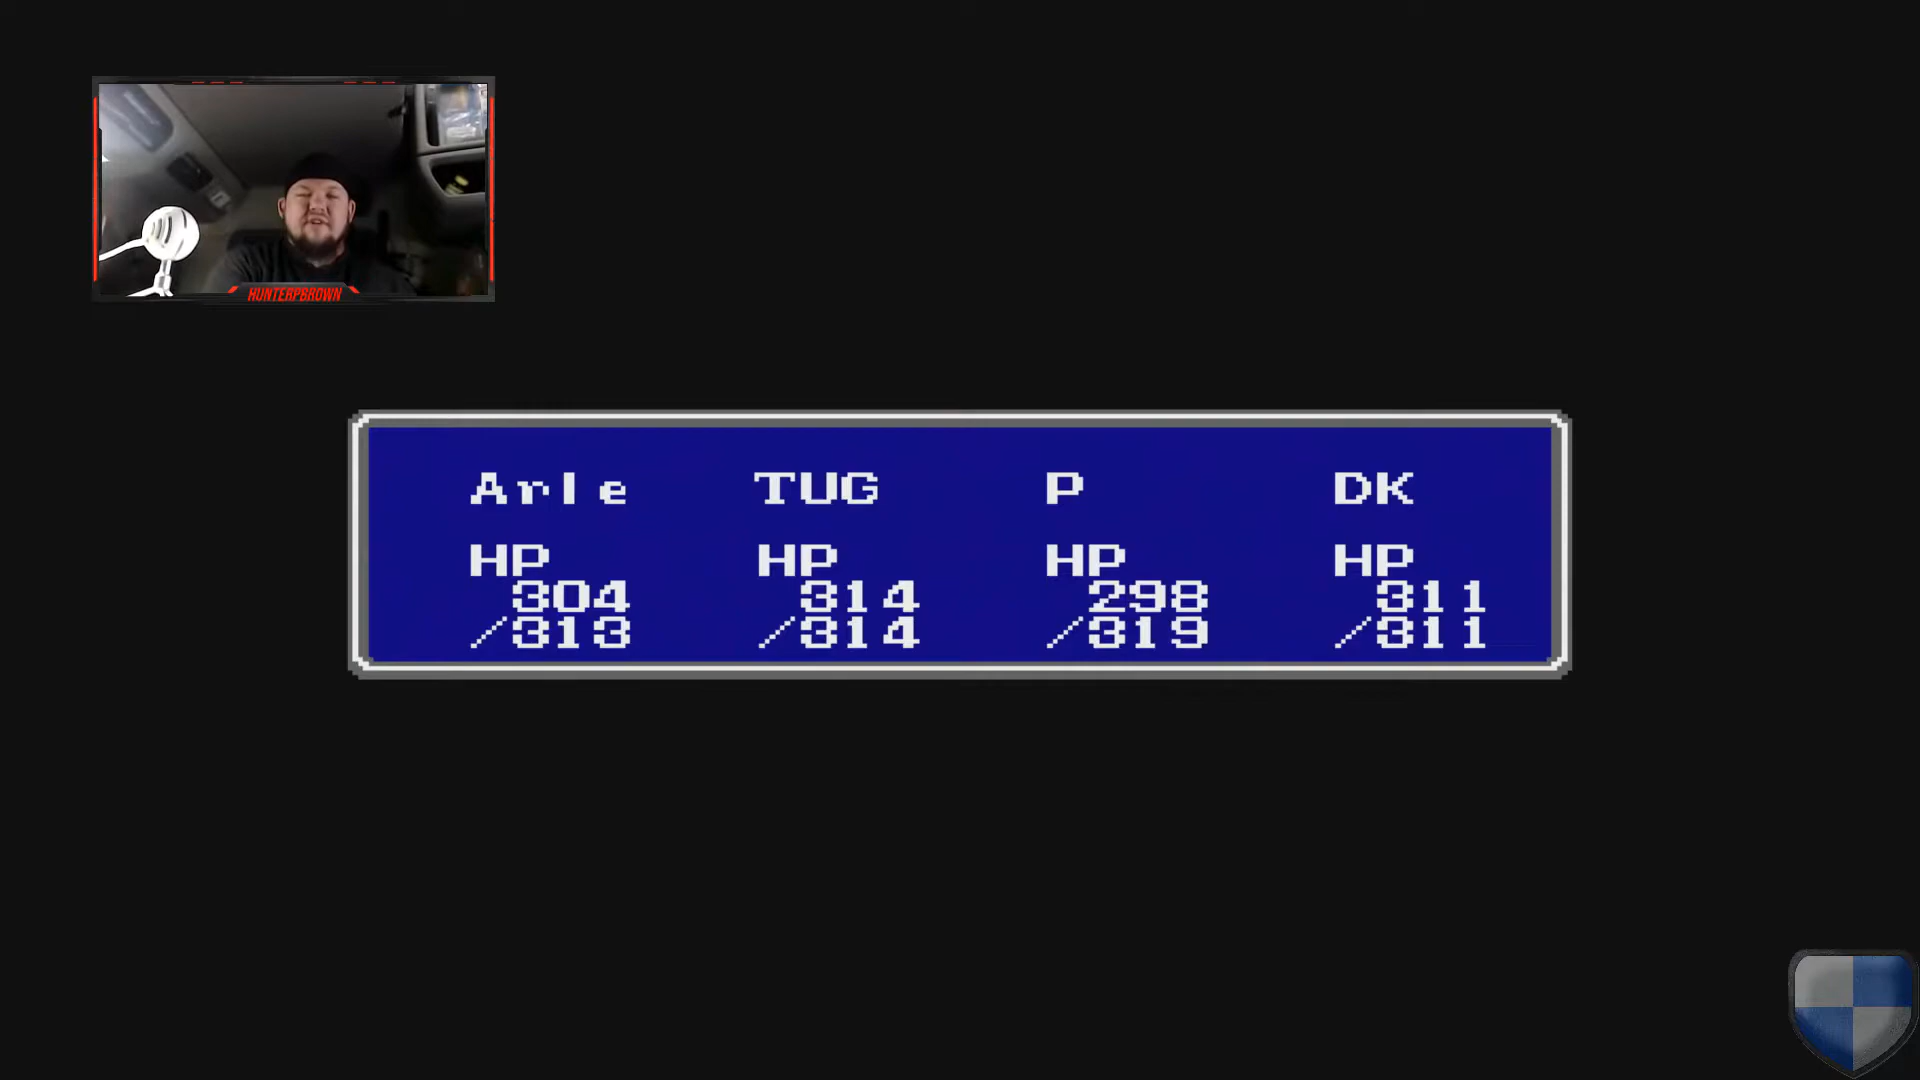 HUNTERPBROWN
Arle TUG P DK
HP HP HP HP
304 314 298 311
/313 /314 /319 /311